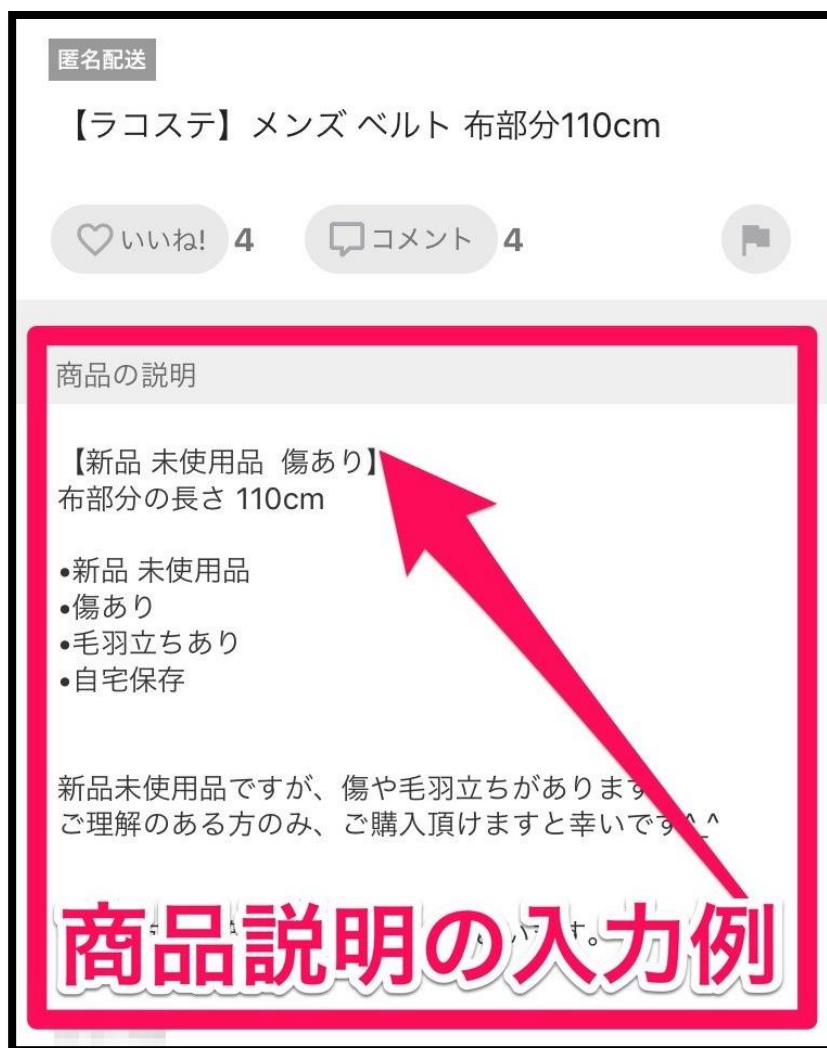 匿名配送
【ラコステ】メンズ ベルト 布部分110cm
いいね! 4 コメント 4
商品の説明
【新品 未使用品 傷あり】
布部分の長さ 110cm
•新品 未使用品
•傷あり
•毛羽立ちあり
•自宅保存
新品未使用品ですが、傷や毛羽立ちがあります
ご理解のある方のみ、ご購入頂けますと幸いです^_^
商品説明の入力例